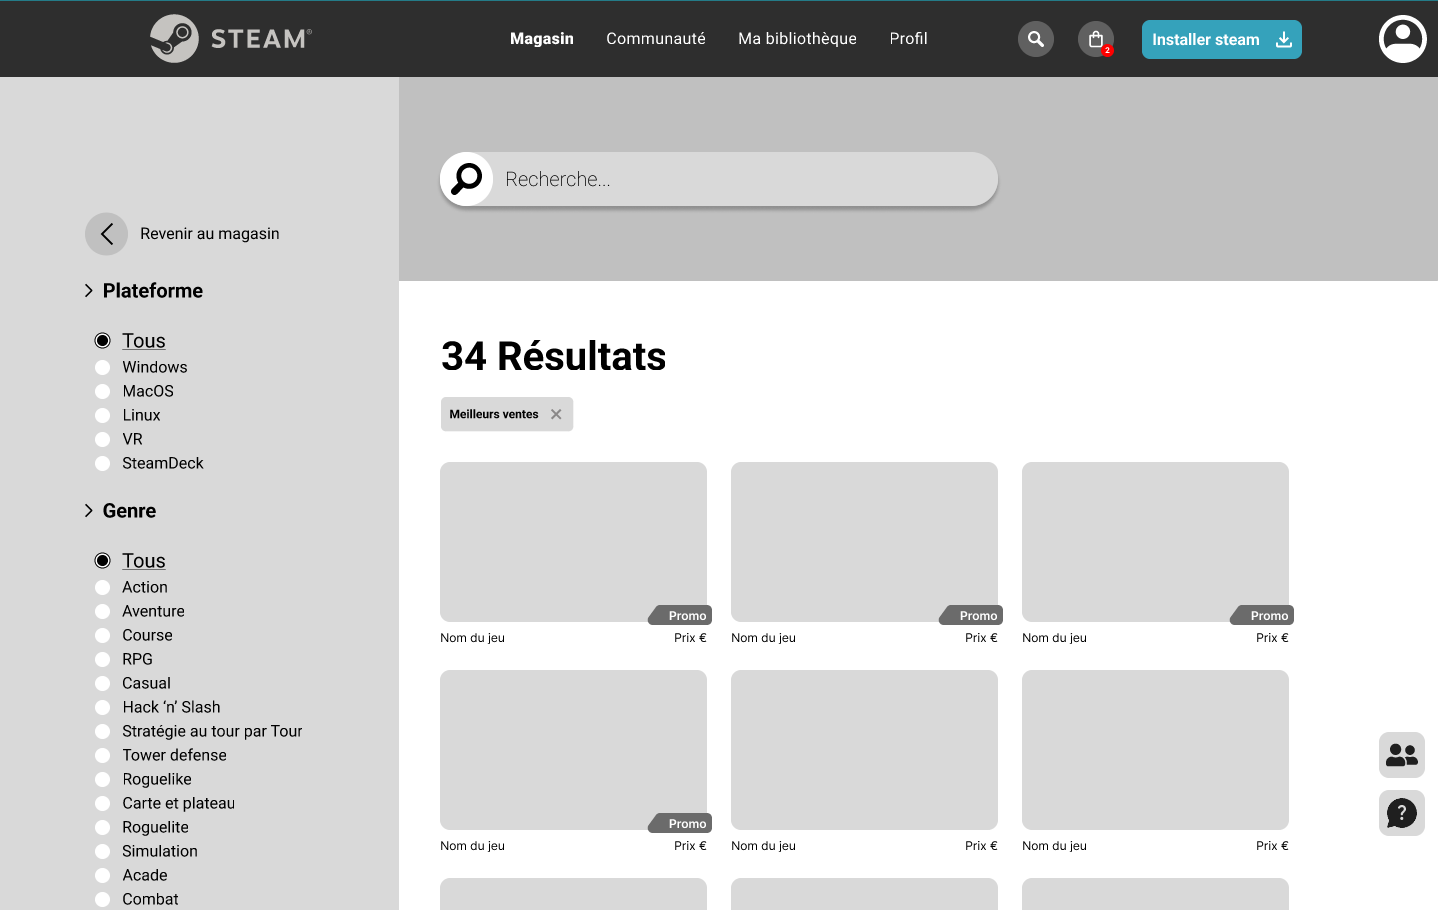 STEAM®
Magasin
Communauté
Ma bibliothèque
Profil
2
Installer steam
Recherche...
Revenir au magasin
Plateforme
Tous
Windows
MacOS
Linux
VR
SteamDeck
Genre
Tous
Action
Aventure
Course
RPG
Casual
Hack ‘n’ Slash
Stratégie au tour par Tour
Tower defense
Roguelike
Carte et plateau
Roguelite
Simulation
Acade
Combat
34 Résultats
Meilleurs ventes
Promo
Promo
Promo
Nom du jeu
Prix €
Nom du jeu
Prix €
Nom du jeu
Prix €
Promo
Nom du jeu
Prix €
Nom du jeu
Prix €
Nom du jeu
Prix €
?